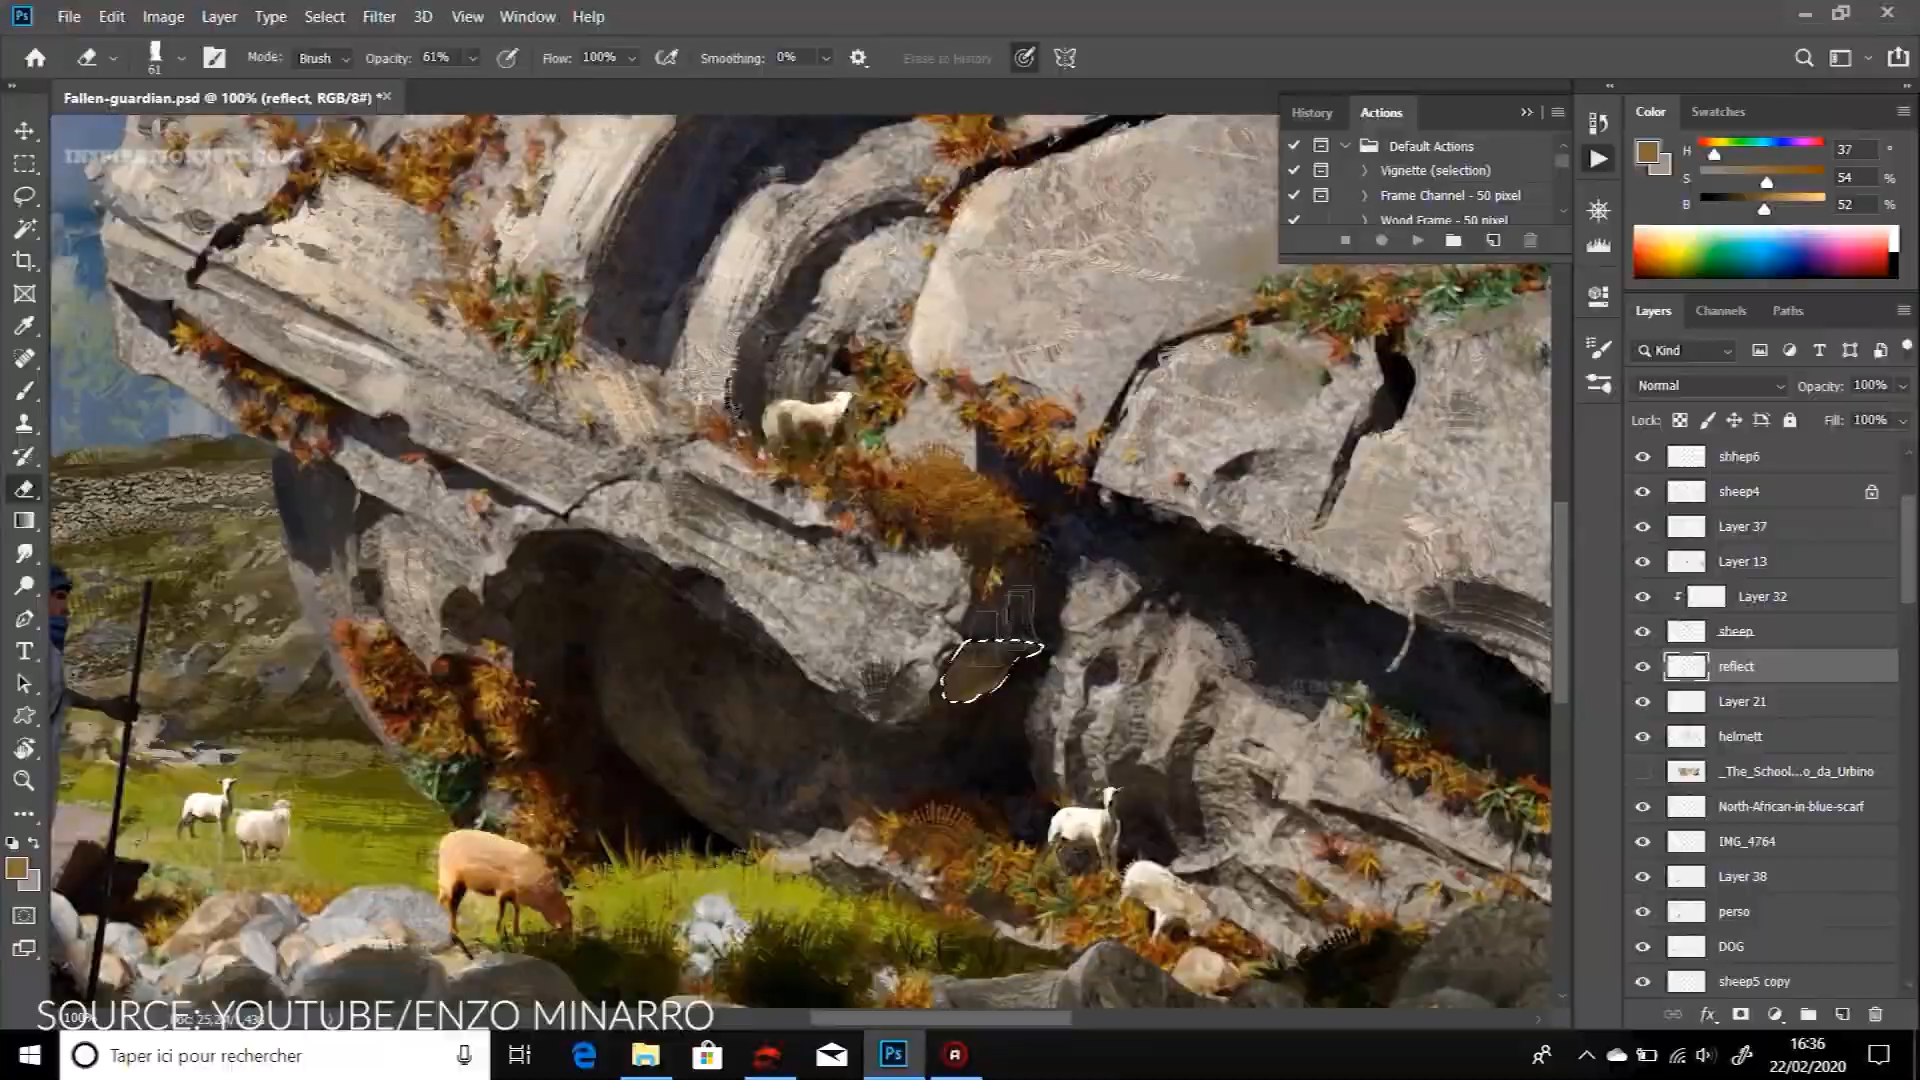 File Edit Image Layer Type Select Filter 3D View Window Help
61 Mode: Brush Opacity: 61% Flow: 100% Smoothing: 0% Erase to History
Fallen-guardian.psd @ 100% (reflect, RGB/8#) *
History Actions
Default Actions
Vignette (selection)
Frame Channel - 50 pixel
Wood Frame - 50 pixel
Color Swatches
H 37 °
S 54 %
B 52 %
Layers Channels Paths
Kind
Normal Opacity: 100%
Lock: Fill: 100%
shhep6
sheep4
Layer 37
Layer 13
Layer 32
sheep
reflect
Layer 21
helmett
_The_School...o_da_Urbino
North-African-in-blue-scarf
IMG_4764
Layer 38
perso
DOG
sheep5 copy
SOURCE: YOUTUBE/ENZO MINARRO
100%
Taper ici pour rechercher
16:36
22/02/2020